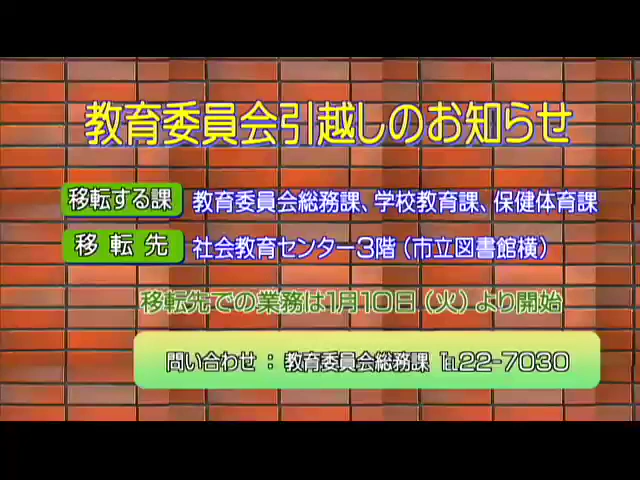 教育委員会引越しのお知らせ
移転する課 教育委員会総務課、学校教育課、保健体育課
移転先 社会教育センター3階（市立図書館横）
移転先での業務は1月10日（火）より開始
問い合わせ：教育委員会総務課 ℡22-7030